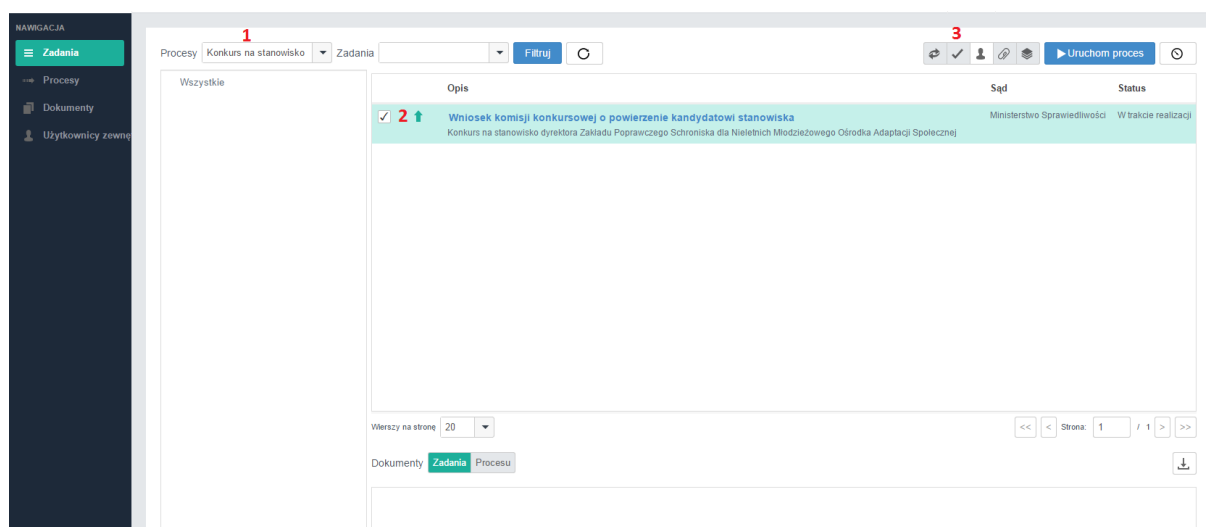 NAWIGACJA
Zadania
Procesy
Dokumenty
Użytkownicy zewnę
1
Procesy Konkurs na stanowisko Zadania Filtruj
3
Uruchom proces
Wszystkie
Opis Sąd Status
2 Wniosek komisji konkursowej o powierzenie kandydatowi stanowiska Ministerstwo Sprawiedliwości W trakcie realizacji
Konkurs na stanowisko dyrektora Zakładu Poprawczego Schroniska dla Nieletnich Młodzieżowego Ośrodka Adaptacji Społecznej
Wierszy na stronę 20 << < Strona: 1 / 1 > >>
Dokumenty Zadania Procesu